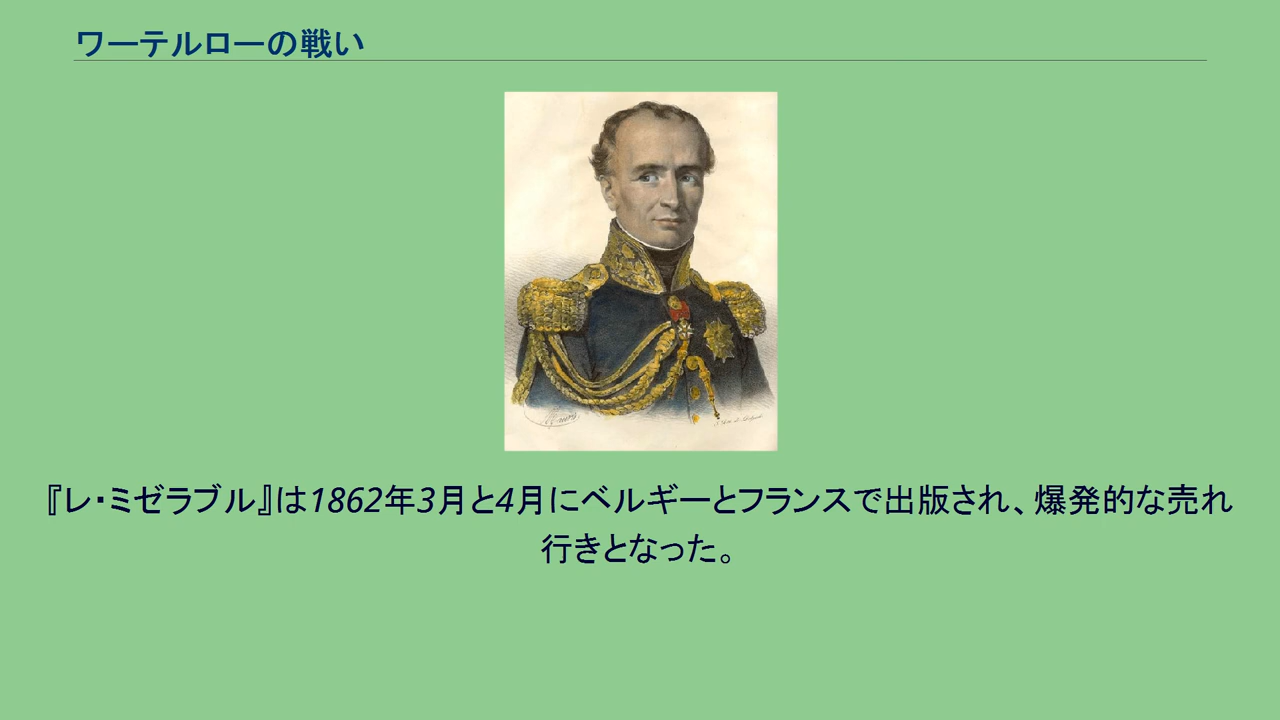 ワーテルローの戦い
『レ・ミゼラブル』は1862年3月と4月にベルギーとフランスで出版され、爆発的な売れ
行きとなった。